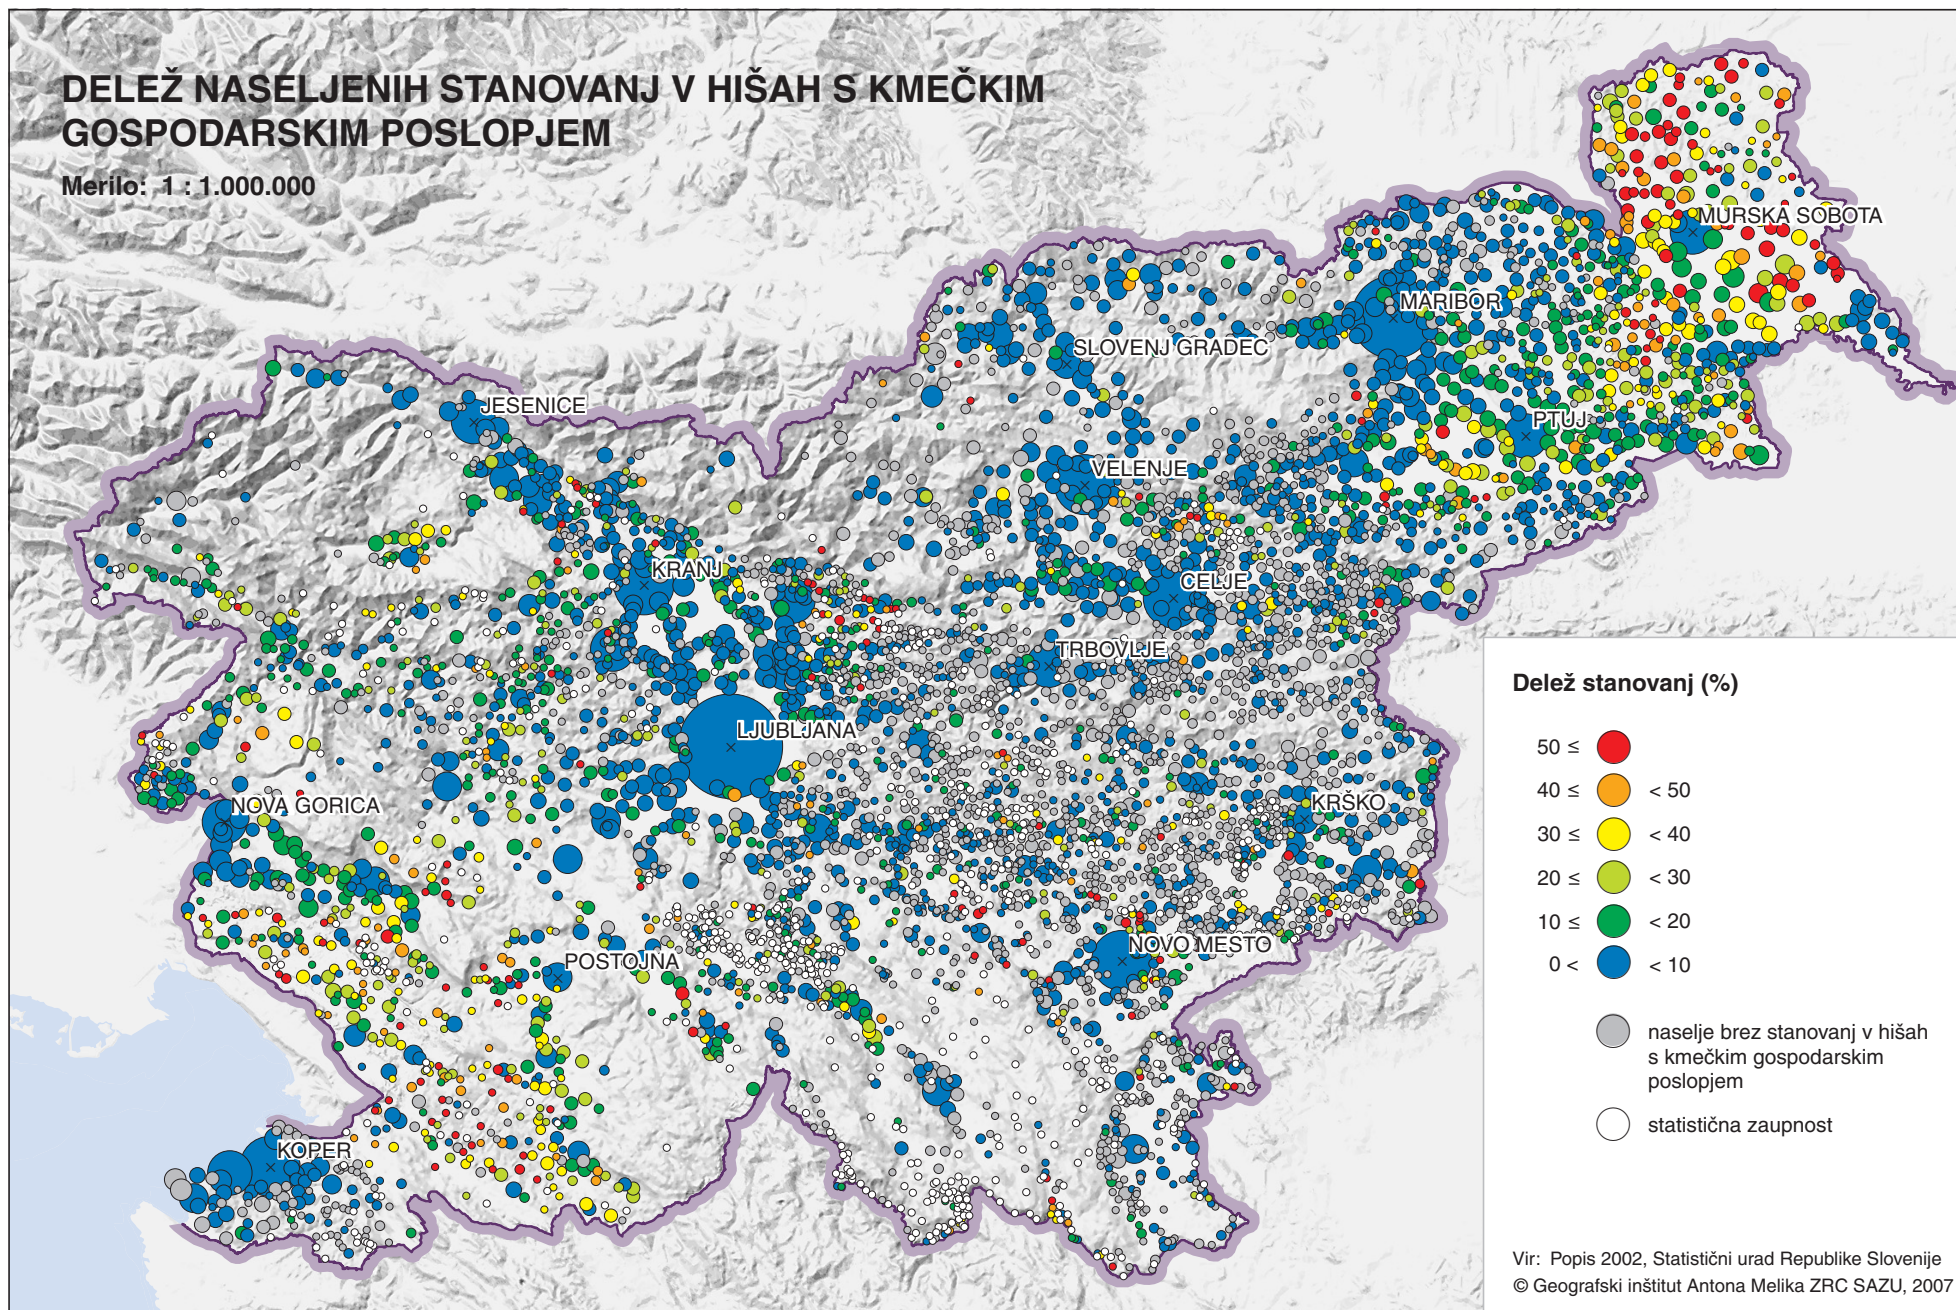 DELEŽ NASELJENIH STANOVANJ V HIŠAH S KMEČKIM
GOSPODARSKIM POSLOPJEM
Merilo: 1 : 1.000.000
MURSKA SOBOTA
MARIBOR
SLOVENJ GRADEC
JESENICE
PTUJ
VELENJE
KRANJ
CELJE
TRBOVLJE
LJUBLJANA
NOVA GORICA
KRŠKO
NOVO MESTO
POSTOJNA
KOPER
Delež stanovanj (%)
50 ≤
40 ≤ < 50
30 ≤ < 40
20 ≤ < 30
10 ≤ < 20
0 < < 10
naselje brez stanovanj v hišah
s kmečkim gospodarskim
poslopjem
statistična zaupnost
Vir: Popis 2002, Statistični urad Republike Slovenije
© Geografski inštitut Antona Melika ZRC SAZU, 2007